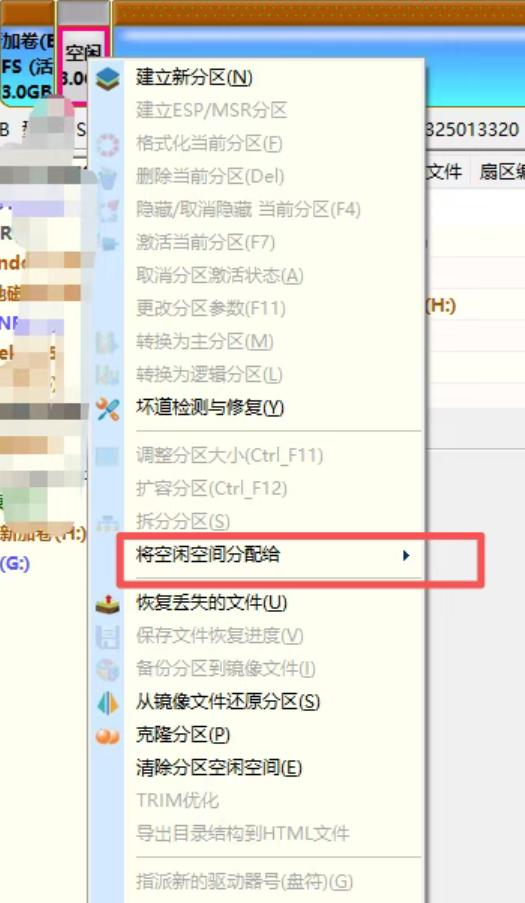 加卷(E
空闲
FS (活
3.0GB
3.0
建立新分区(N)
建立ESP/MSR分区
325013320
格式化当前分区(F)
文件
扇区编
删除当前分区(Del)
隐藏/取消隐藏 当前分区(F4)
激活当前分区(F7)
取消分区激活状态(A)
更改分区参数(F11)
(H:)
转换为主分区(M)
转换为逻辑分区(L)
坏道检测与修复(Y)
调整分区大小(Ctrl_F11)
扩容分区(Ctrl_F12)
拆分分区(S)
新加卷(H:)
将空闲空间分配给
(G:)
恢复丢失的文件(U)
保存文件恢复进度(V)
备份分区到镜像文件(I)
从镜像文件还原分区(S)
克隆分区(P)
清除分区空闲空间(E)
TRIM优化
导出目录结构到HTML文件
指派新的驱动器号(盘符)(G)